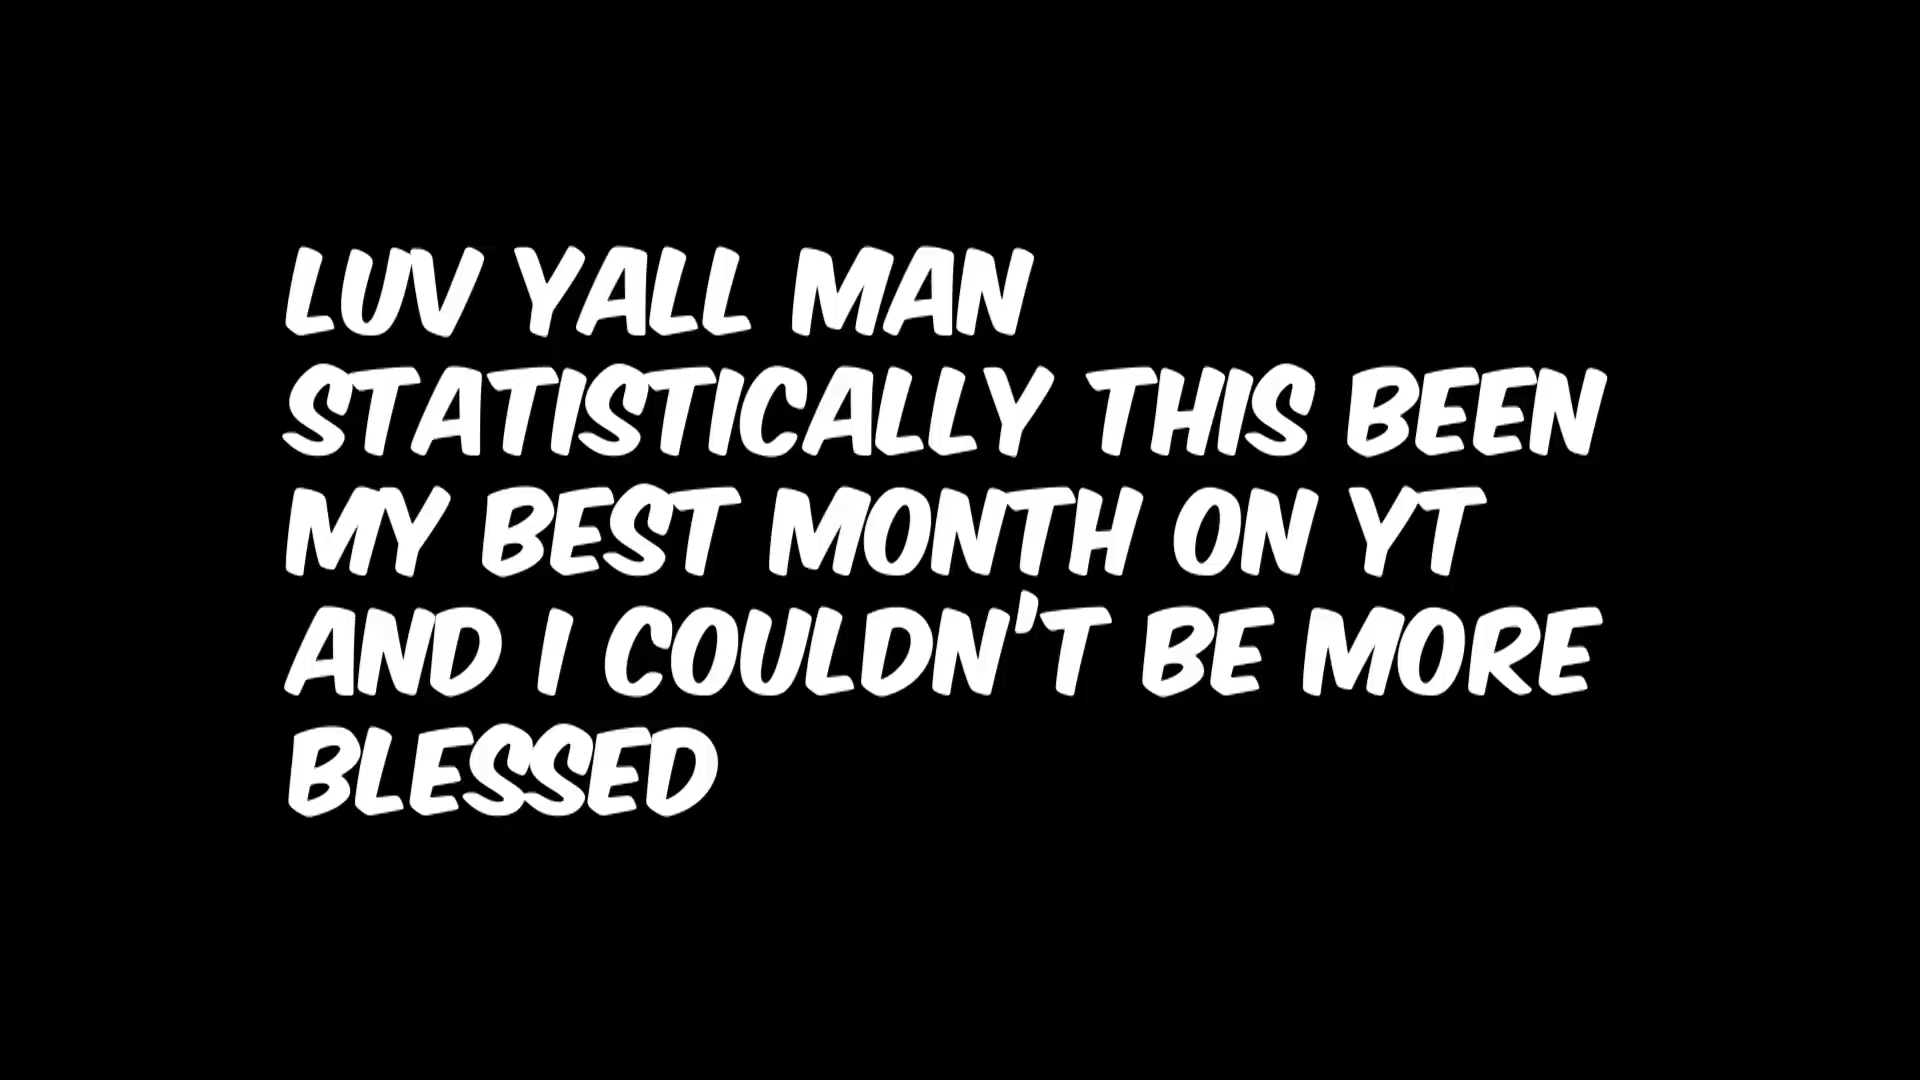 LUV YALL MAN
STATISTICALLY THIS BEEN
MY BEST MONTH ON YT
AND I COULDN'T BE MORE
BLESSED